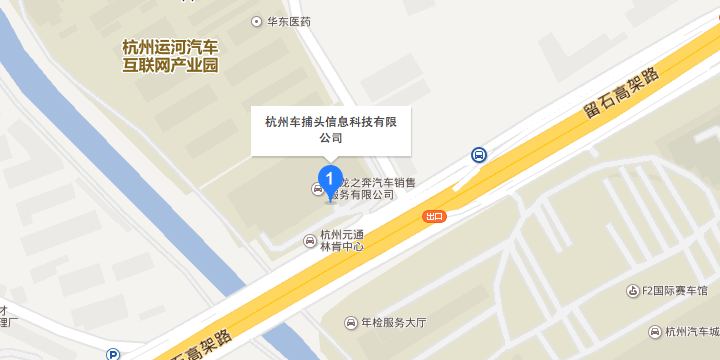 华东医药
杭州运河汽车
互联网产业园
留石高架路
杭州车捕头信息科技有限
公司
1
龙之奔汽车销售
服务有限公司
出口
杭州元通
林肯中心
F2国际赛车馆
年检服务大厅
杭州汽车城
才
理厂
P
石高架路